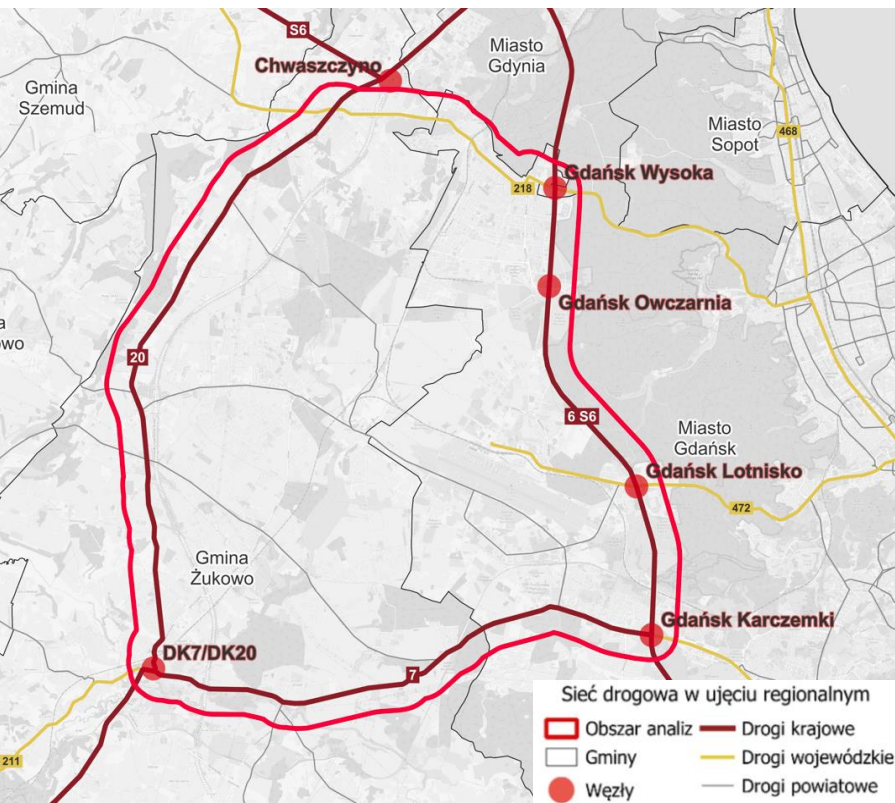 S6
Miasto
Gdynia
Chwaszczyno
Gmina
Szemud
Miasto
Sopot
468
Gdańsk Wysoka
218
Gdańsk Owczarnia
a
wo
20
6 S6
Miasto
Gdańsk
Gdańsk Lotnisko
472
Gmina
Żukowo
Gdańsk Karczemki
DK7/DK20
7
211
Sieć drogowa w ujęciu regionalnym
Obszar analiz
Drogi krajowe
Gminy
Drogi wojewódzkie
Węzły
Drogi powiatowe